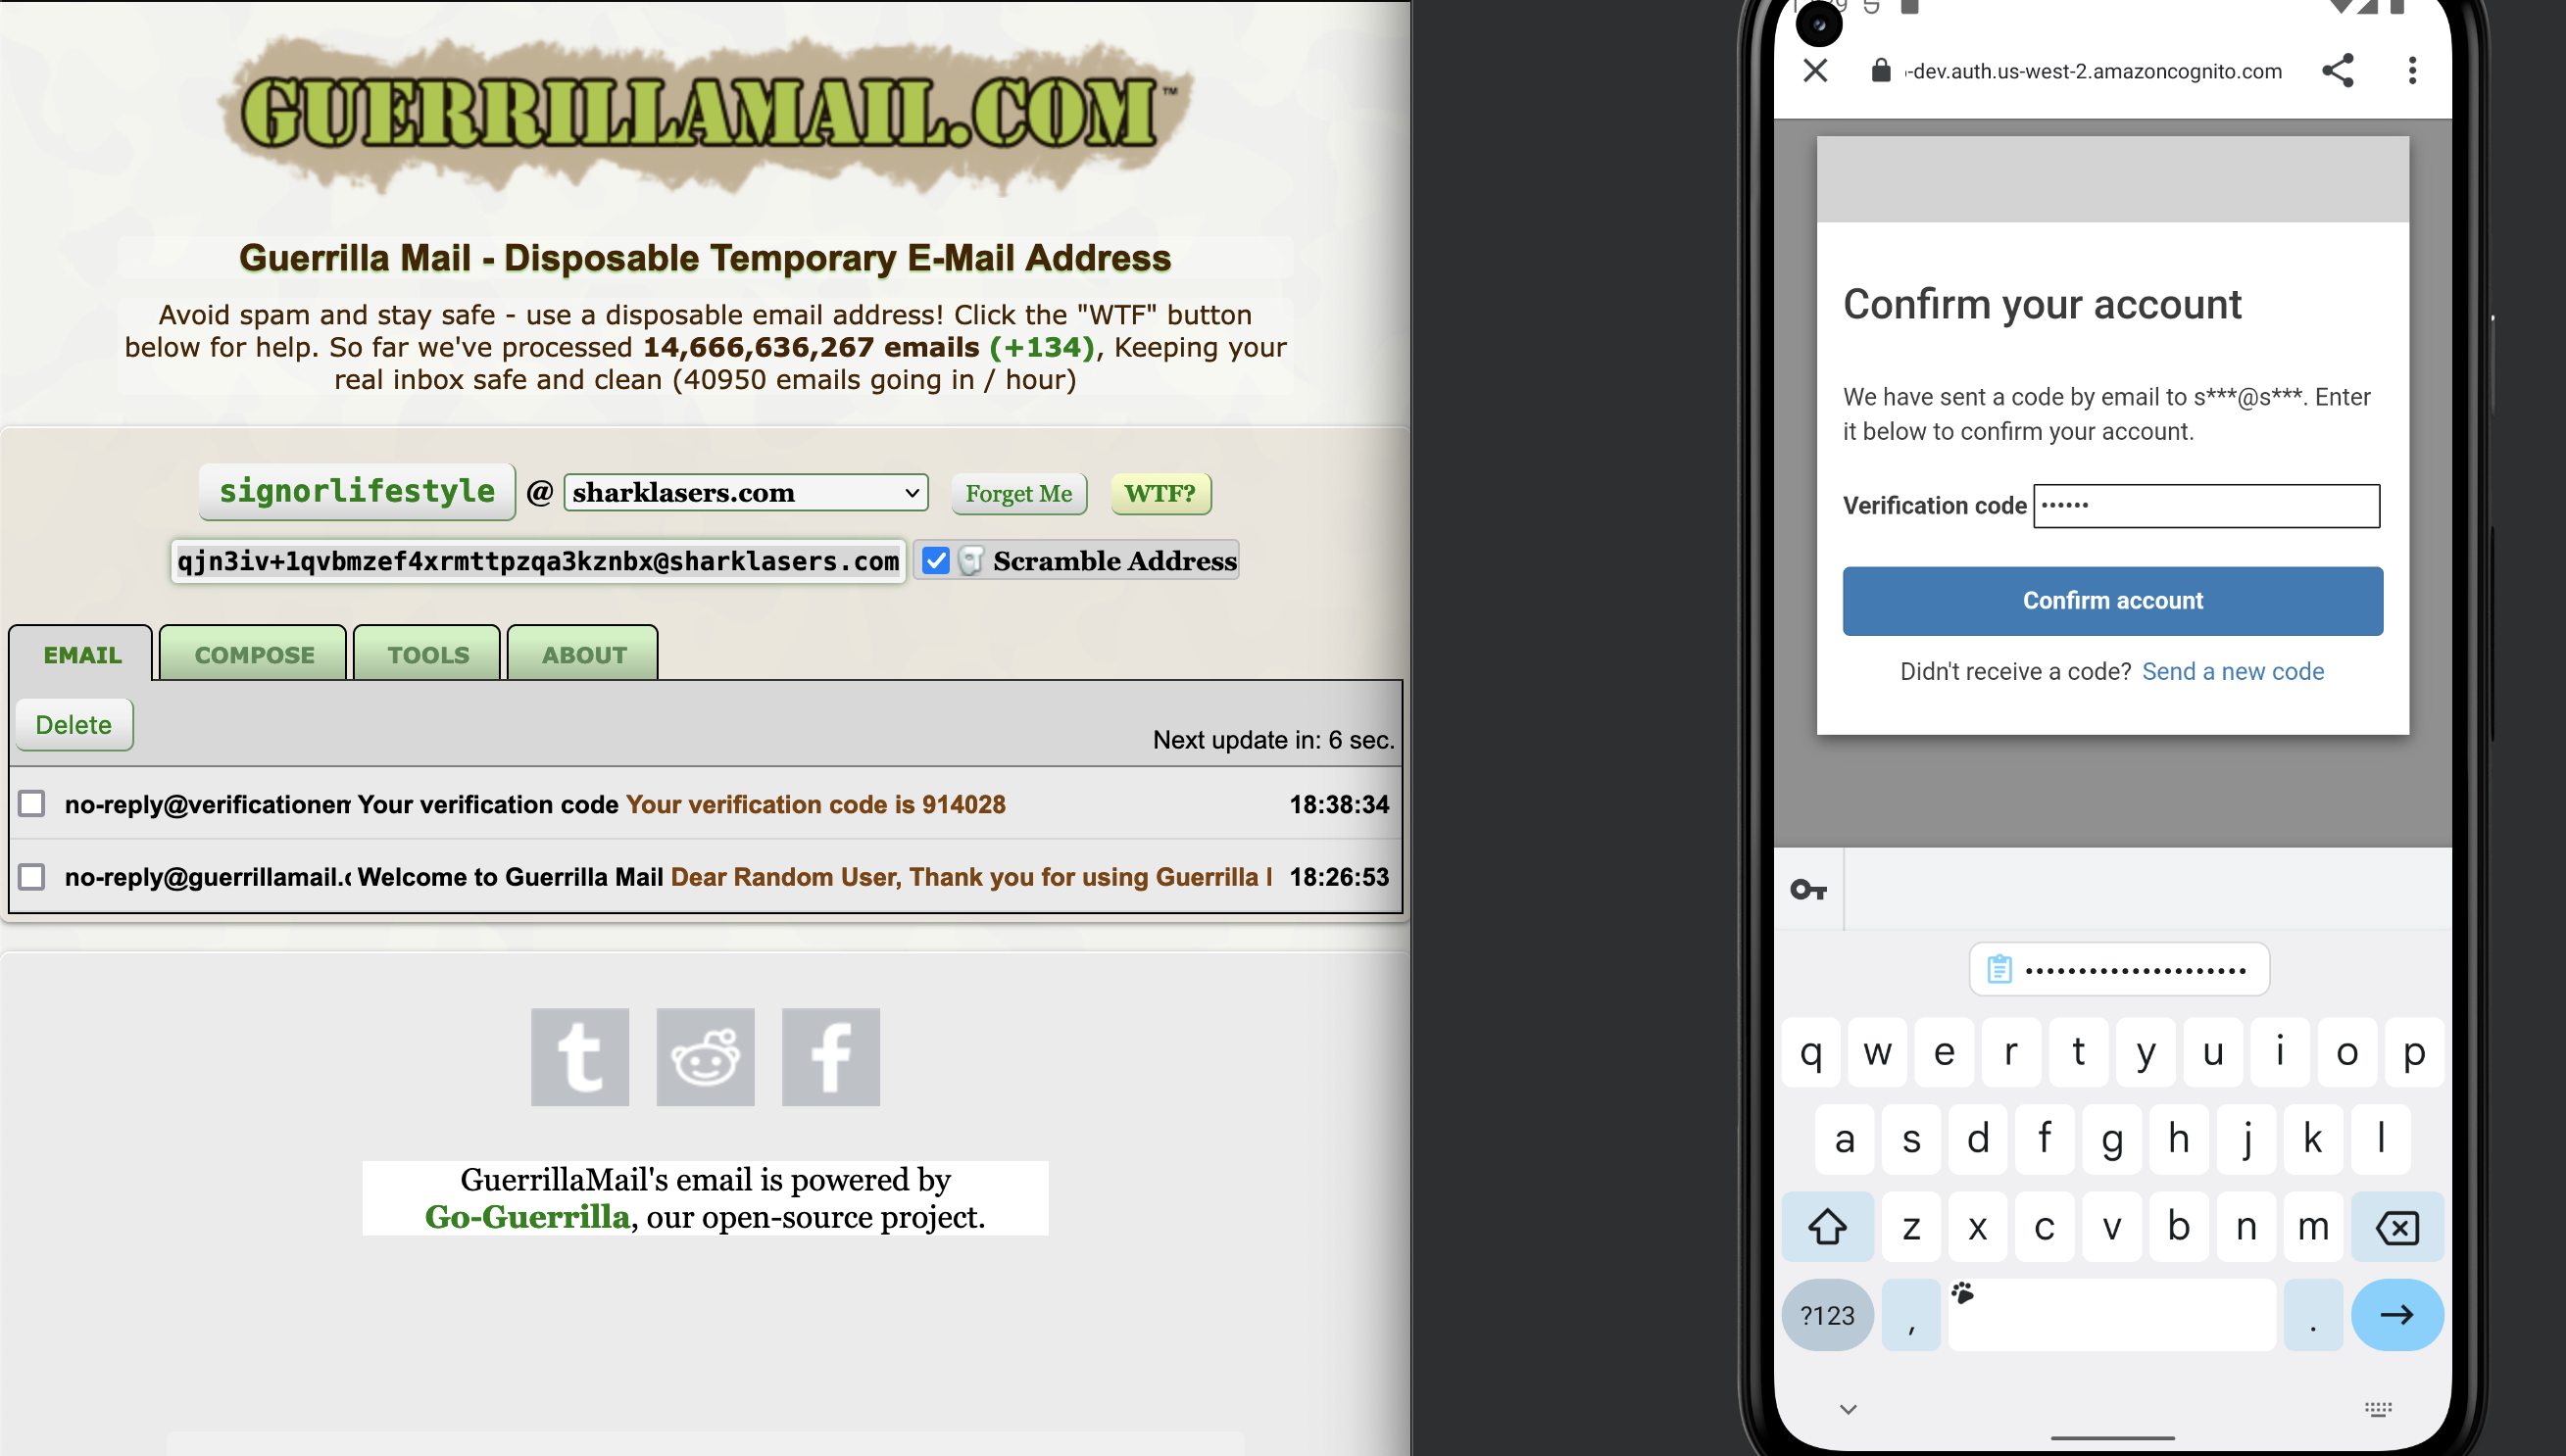 GUERRILLAMAIL.COM™
Guerrilla Mail - Disposable Temporary E-Mail Address
Avoid spam and stay safe - use a disposable email address! Click the "WTF" button
below for help. So far we've processed 14,666,636,267 emails (+134), Keeping your
real inbox safe and clean (40950 emails going in / hour)
signorlifestyle @ sharklasers.com Forget Me WTF?
qjn3iv+1qvbmzef4xrmttpzqa3kznbx@sharklasers.com Scramble Address
EMAIL COMPOSE TOOLS ABOUT
Delete
Next update in: 6 sec.
no-reply@verificationem Your verification code Your verification code is 914028 18:38:34
no-reply@guerrillamail.c Welcome to Guerrilla Mail Dear Random User, Thank you for using Guerrilla 18:26:53
GuerrillaMail's email is powered by
Go-Guerrilla, our open-source project.
-dev.auth.us-west-2.amazoncognito.com
Confirm your account
We have sent a code by email to s***@s***. Enter
it below to confirm your account.
Verification code ••••••
Confirm account
Didn't receive a code? Send a new code
•••••••••••••••••••••
q w e r t y u i o p
a s d f g h j k l
z x c v b n m
?123 , .